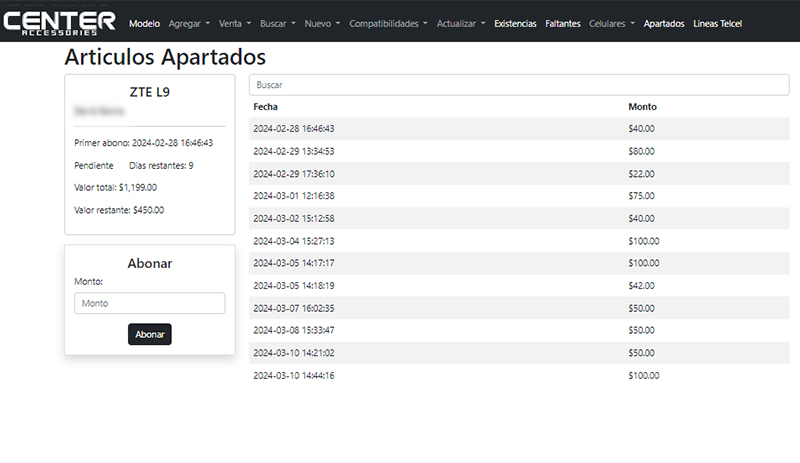 CENTER
ACCESSORIES
Modelo Agregar Venta Buscar Nuevo Compatibilidades Actualizar Existencias Faltantes Celulares Apartados Lineas Telcel
Articulos Apartados
ZTE L9
Primer abono: 2024-02-28 16:46:43
Pendiente Dias restantes: 9
Valor total: $1,199.00
Valor restante: $450.00
Abonar
Monto:
Monto
Abonar
Buscar
Fecha Monto
2024-02-28 16:46:43 $40.00
2024-02-29 13:34:53 $80.00
2024-02-29 17:36:10 $22.00
2024-03-01 12:16:38 $75.00
2024-03-02 15:12:58 $40.00
2024-03-04 15:27:13 $100.00
2024-03-05 14:17:17 $100.00
2024-03-05 14:18:19 $42.00
2024-03-07 16:02:35 $50.00
2024-03-08 15:33:47 $50.00
2024-03-10 14:21:02 $50.00
2024-03-10 14:44:16 $100.00